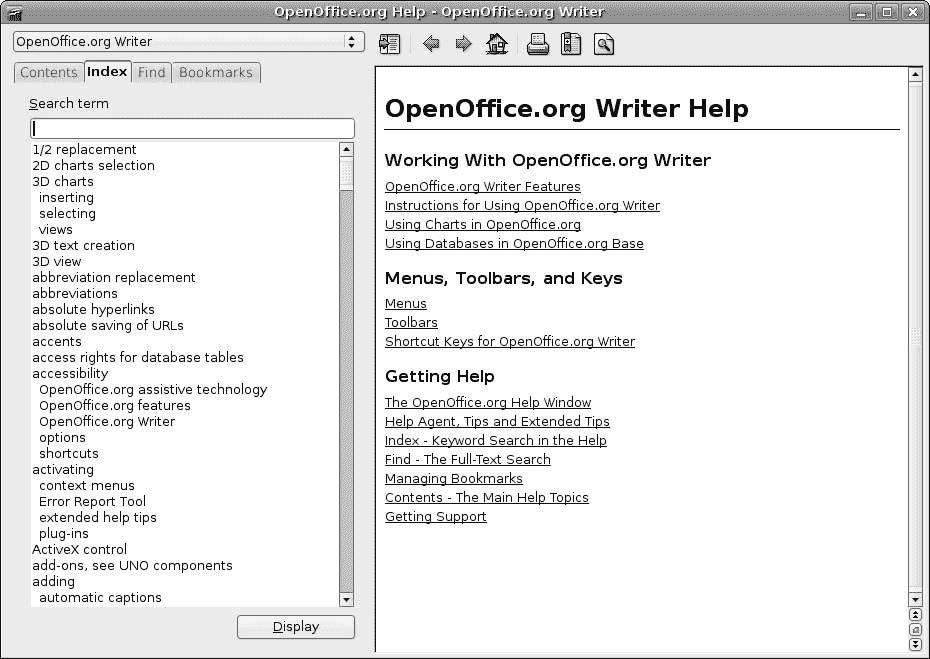 OpenOffice.org Help - OpenOffice.org Writer
OpenOffice.org Writer
Contents Index Find Bookmarks
Search term
1/2 replacement
2D charts selection
3D charts
inserting
selecting
views
3D text creation
3D view
abbreviation replacement
abbreviations
absolute hyperlinks
absolute saving of URLs
accents
access rights for database tables
accessibility
OpenOffice.org assistive technology
OpenOffice.org features
OpenOffice.org Writer
options
shortcuts
activating
context menus
Error Report Tool
extended help tips
plug-ins
ActiveX control
add-ons, see UNO components
adding
automatic captions
Display
OpenOffice.org Writer Help
Working With OpenOffice.org Writer
OpenOffice.org Writer Features
Instructions for Using OpenOffice.org Writer
Using Charts in OpenOffice.org
Using Databases in OpenOffice.org Base
Menus, Toolbars, and Keys
Menus
Toolbars
Shortcut Keys for OpenOffice.org Writer
Getting Help
The OpenOffice.org Help Window
Help Agent, Tips and Extended Tips
Index - Keyword Search in the Help
Find - The Full-Text Search
Managing Bookmarks
Contents - The Main Help Topics
Getting Support